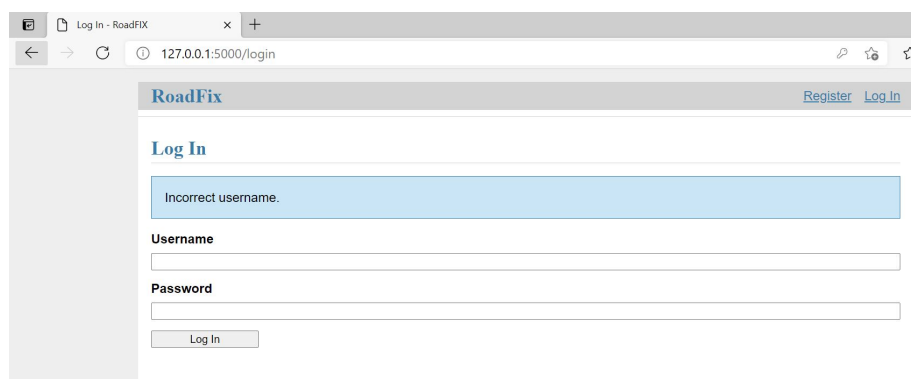 Log In - RoadFIX
127.0.0.1:5000/login
RoadFix
Register Log In
Log In
Incorrect username.
Username
Password
Log In